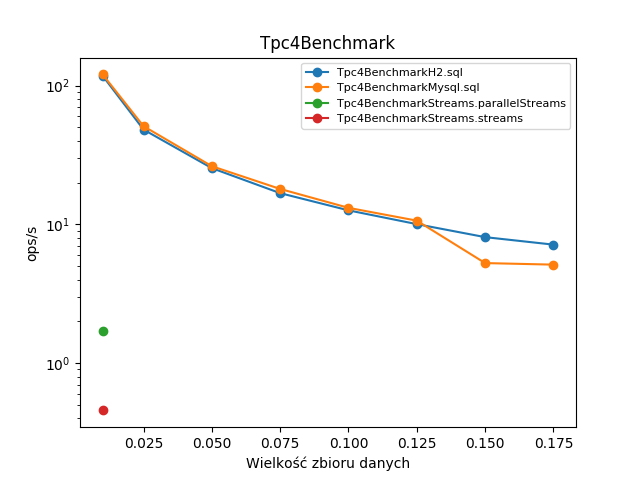 Tpc4Benchmark
Tpc4BenchmarkH2.sql
Tpc4BenchmarkMysql.sql
Tpc4BenchmarkStreams.parallelStreams
Tpc4BenchmarkStreams.streams
ops/s
10²
10¹
10⁰
0.025 0.050 0.075 0.100 0.125 0.150 0.175
Wielkość zbioru danych